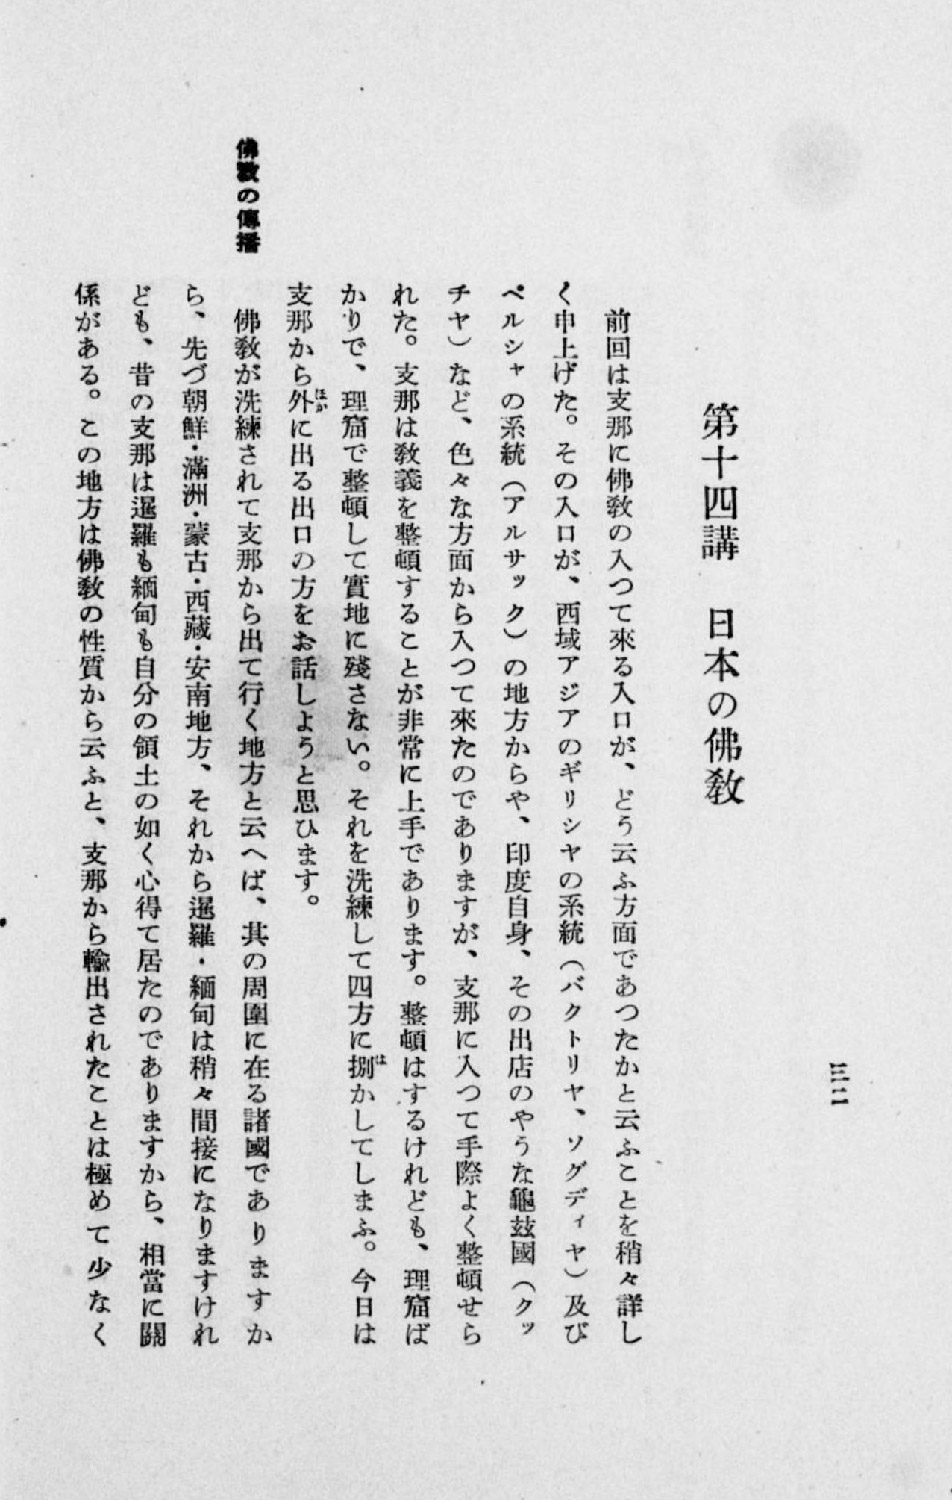 三二
第十四講　日本の佛敎
前回は支那に佛敎の入つて來る入口が、どう云ふ方面であつたかと云ふことを稍々詳し
く申上げた。その入口が、西域アジアのギリシヤの系統（バクトリヤ、ソグディヤ）及び
ペルシャの系統（アルサック）の地方からや、印度自身、その出店のやうな龜玆國（クッ
チヤ）など、色々な方面から入つて來たのでありますが、支那に入つて手際よく整頓せら
れた。支那は敎義を整頓することが非常に上手であります。整頓はするけれども、理窟ば
かりで、理窟で整頓して實地に殘さない。それを洗練して四方に捌かしてしまふ。今日は
支那から外に出る出口の方をお話しようと思ひます。
佛敎の傳播
佛敎が洗練されて支那から出て行く地方と云へば、其の周圍に在る諸國でありますか
ら、先づ朝鮮・滿洲・蒙古・西藏・安南地方、それから暹羅・緬甸は稍々間接になりますけれ
ども、昔の支那は暹羅も緬甸も自分の領土の如く心得て居たのでありますから、相當に關
係がある。この地方は佛敎の性質から云ふと、支那から輸出されたことは極めて少なく